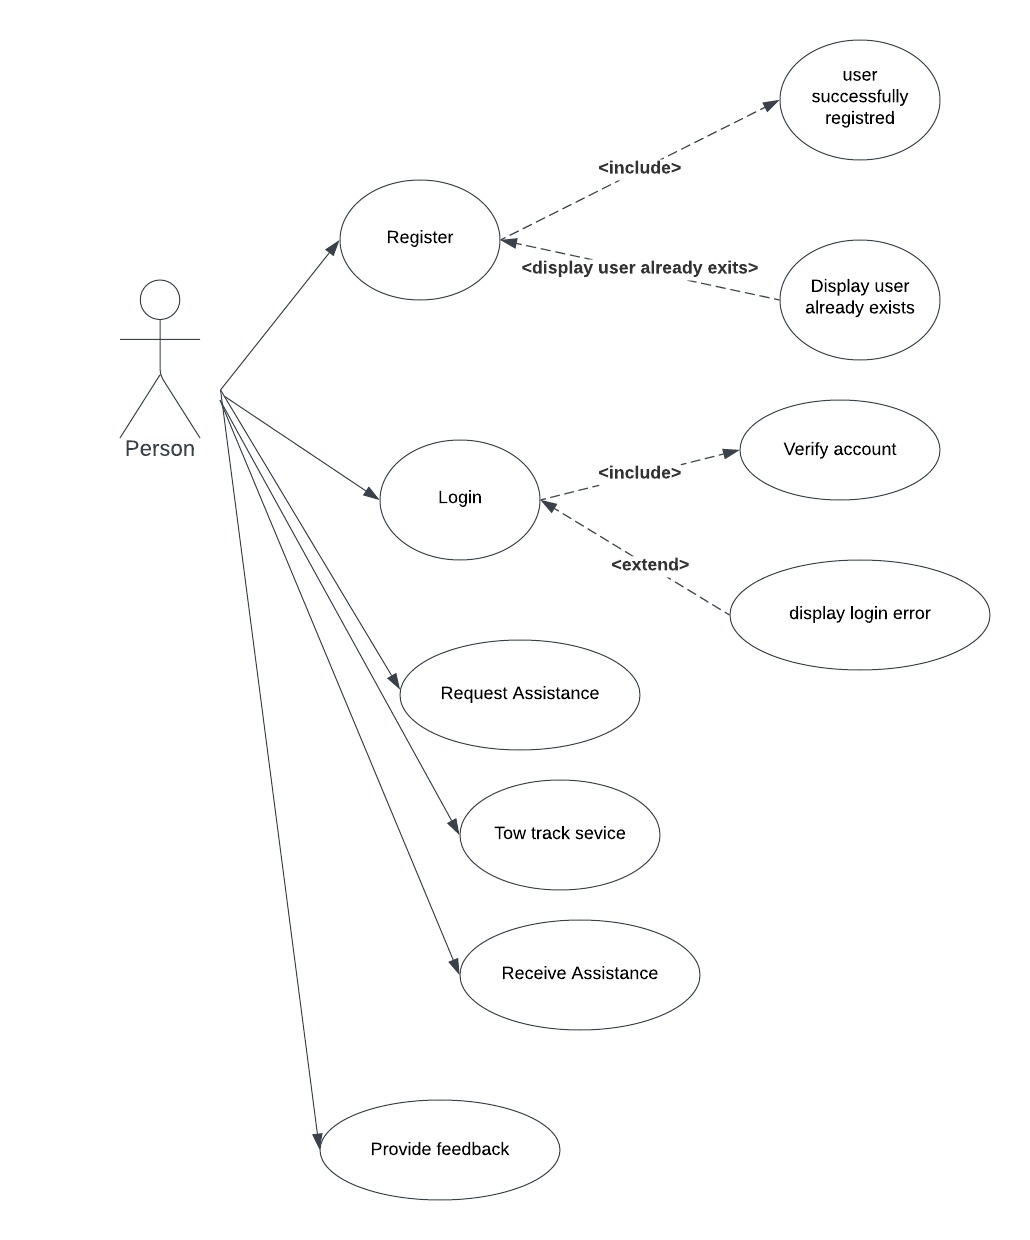 user
successfully
registred
<include>
Register
<display user already exits>
Display user
already exists
Person
Verify account
<include>
Login
<extend>
display login error
Request Assistance
Tow track sevice
Receive Assistance
Provide feedback